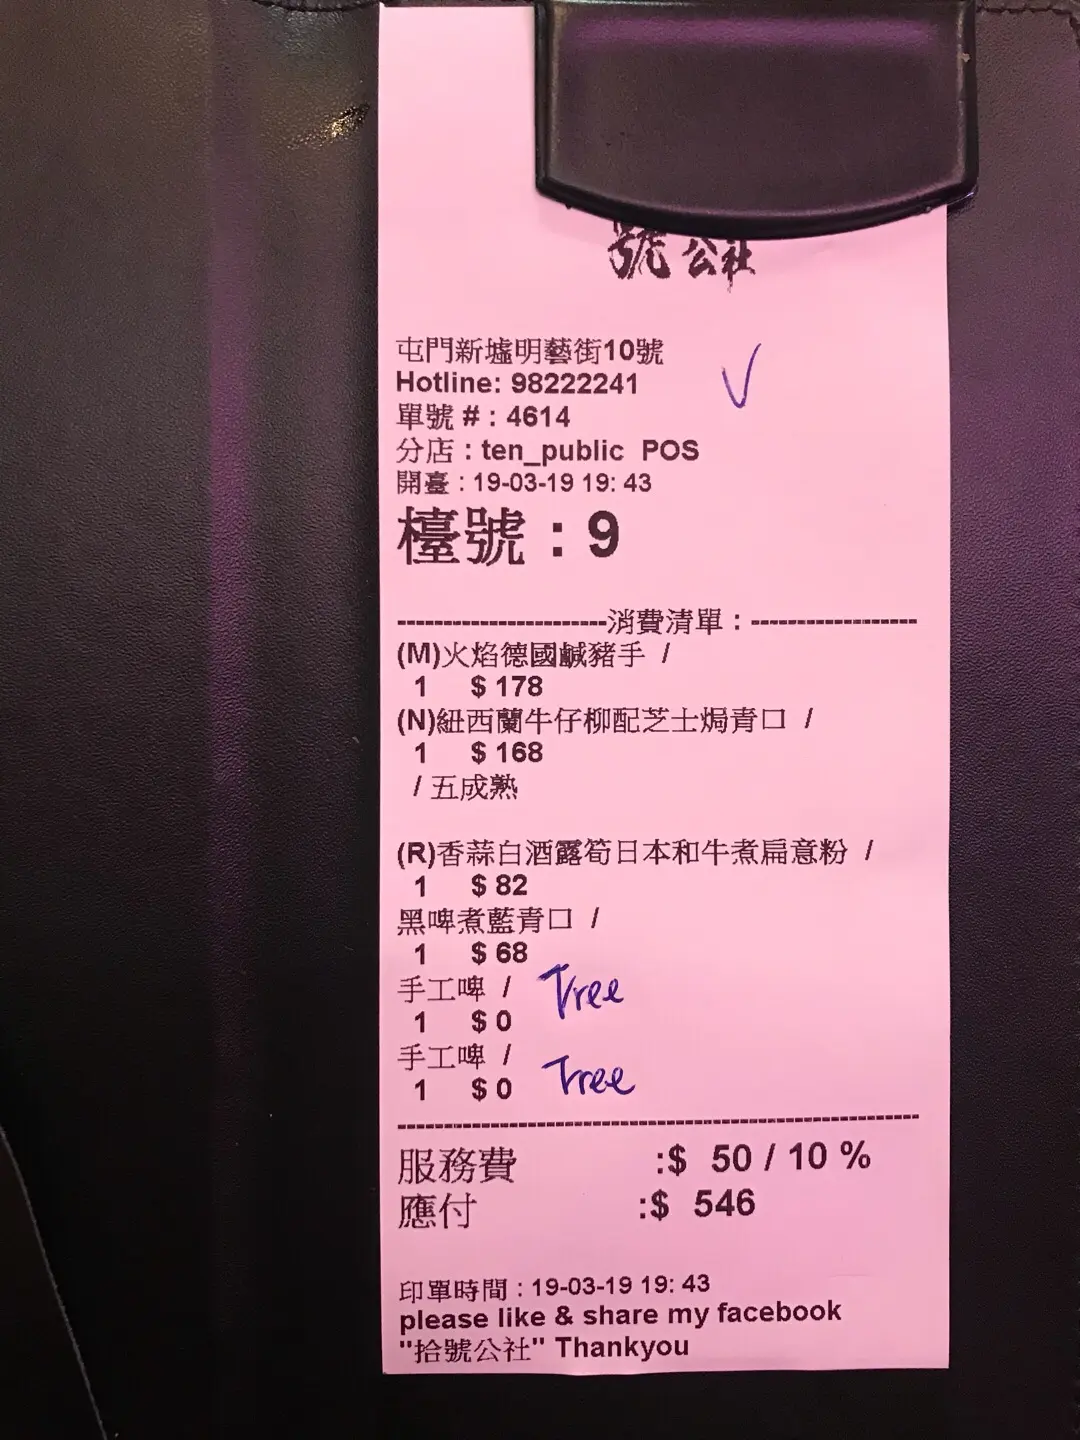 號公社
屯門新墟明藝街10號
Hotline: 98222241
單號 # : 4614
分店 : ten_public POS
開臺 : 19-03-19 19: 43
檯號 : 9
-----------------------消費清單 : ------------------
(M)火焰德國鹹豬手 /
1 $ 178
(N)紐西蘭牛仔柳配芝士焗青口 /
1 $ 168
/ 五成熟
(R)香蒜白酒露筍日本和牛煮扁意粉 /
1 $ 82
黑啤煮藍青口 /
1 $ 68
手工啤 / Free
1 $ 0
手工啤 / Free
1 $ 0
---------------------------------------------------------
服務費 :$ 50 / 10 %
應付 :$ 546
印單時間 : 19-03-19 19: 43
please like & share my facebook
"拾號公社" Thankyou